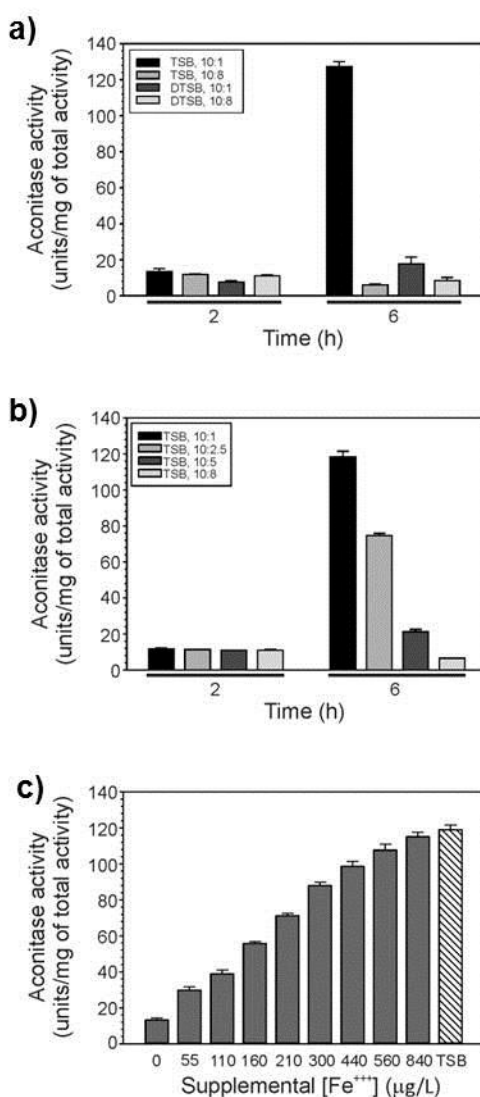 a)
140
120
100
80
60
40
20
0
Aconitase activity
(units/mg of total activity)
TSB, 10:1
TSB, 10:8
DTSB, 10:1
DTSB, 10:8
2 6
Time (h)
b)
140
120
100
80
60
40
20
0
Aconitase activity
(units/mg of total activity)
TSB, 10:1
TSB, 10:2.5
TSB, 10:5
TSB, 10:8
2 6
Time (h)
c)
140
120
100
80
60
40
20
0
Aconitase activity
(units/mg of total activity)
0 55 110 160 210 300 440 560 840 TSB
Supplemental [Fe+++] (µg/L)